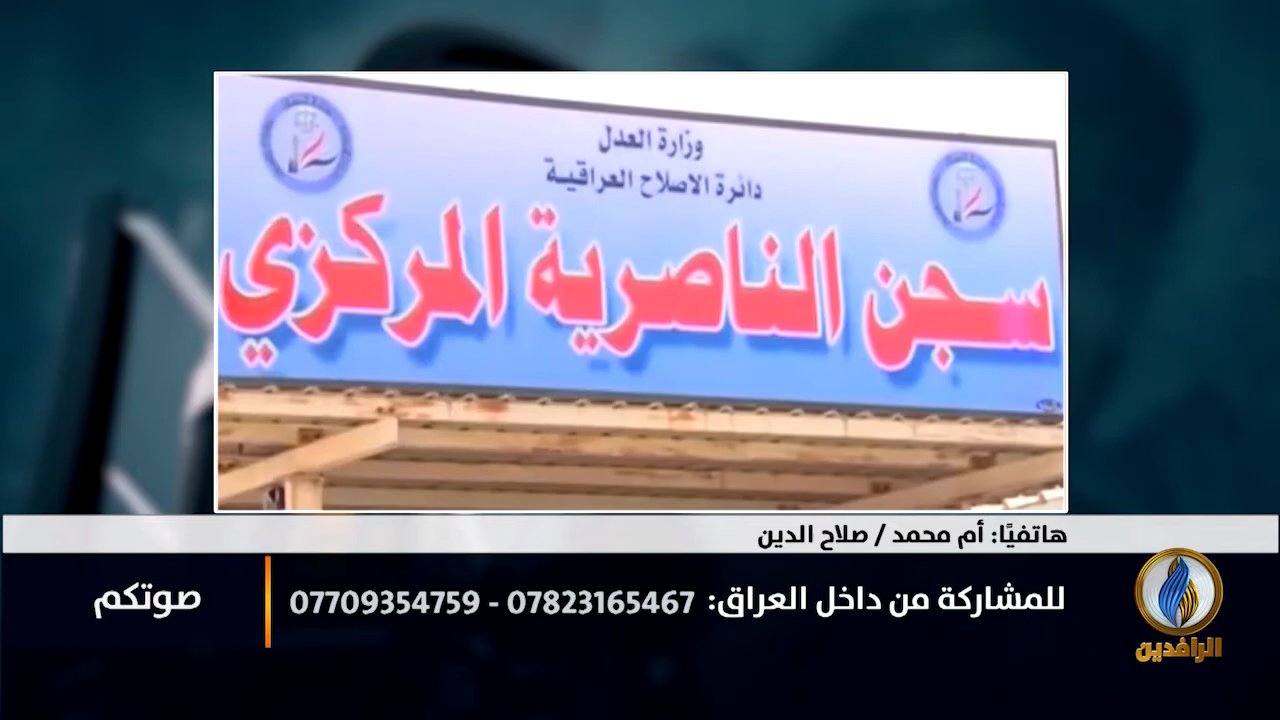 وزارة العدل
دائرة الاصلاح العراقية
سجن الناصرية المركزي
هاتفيًا: أم محمد / صلاح الدين
للمشاركة من داخل العراق: 07823165467 - 07709354759
صوتكم
الرافدين